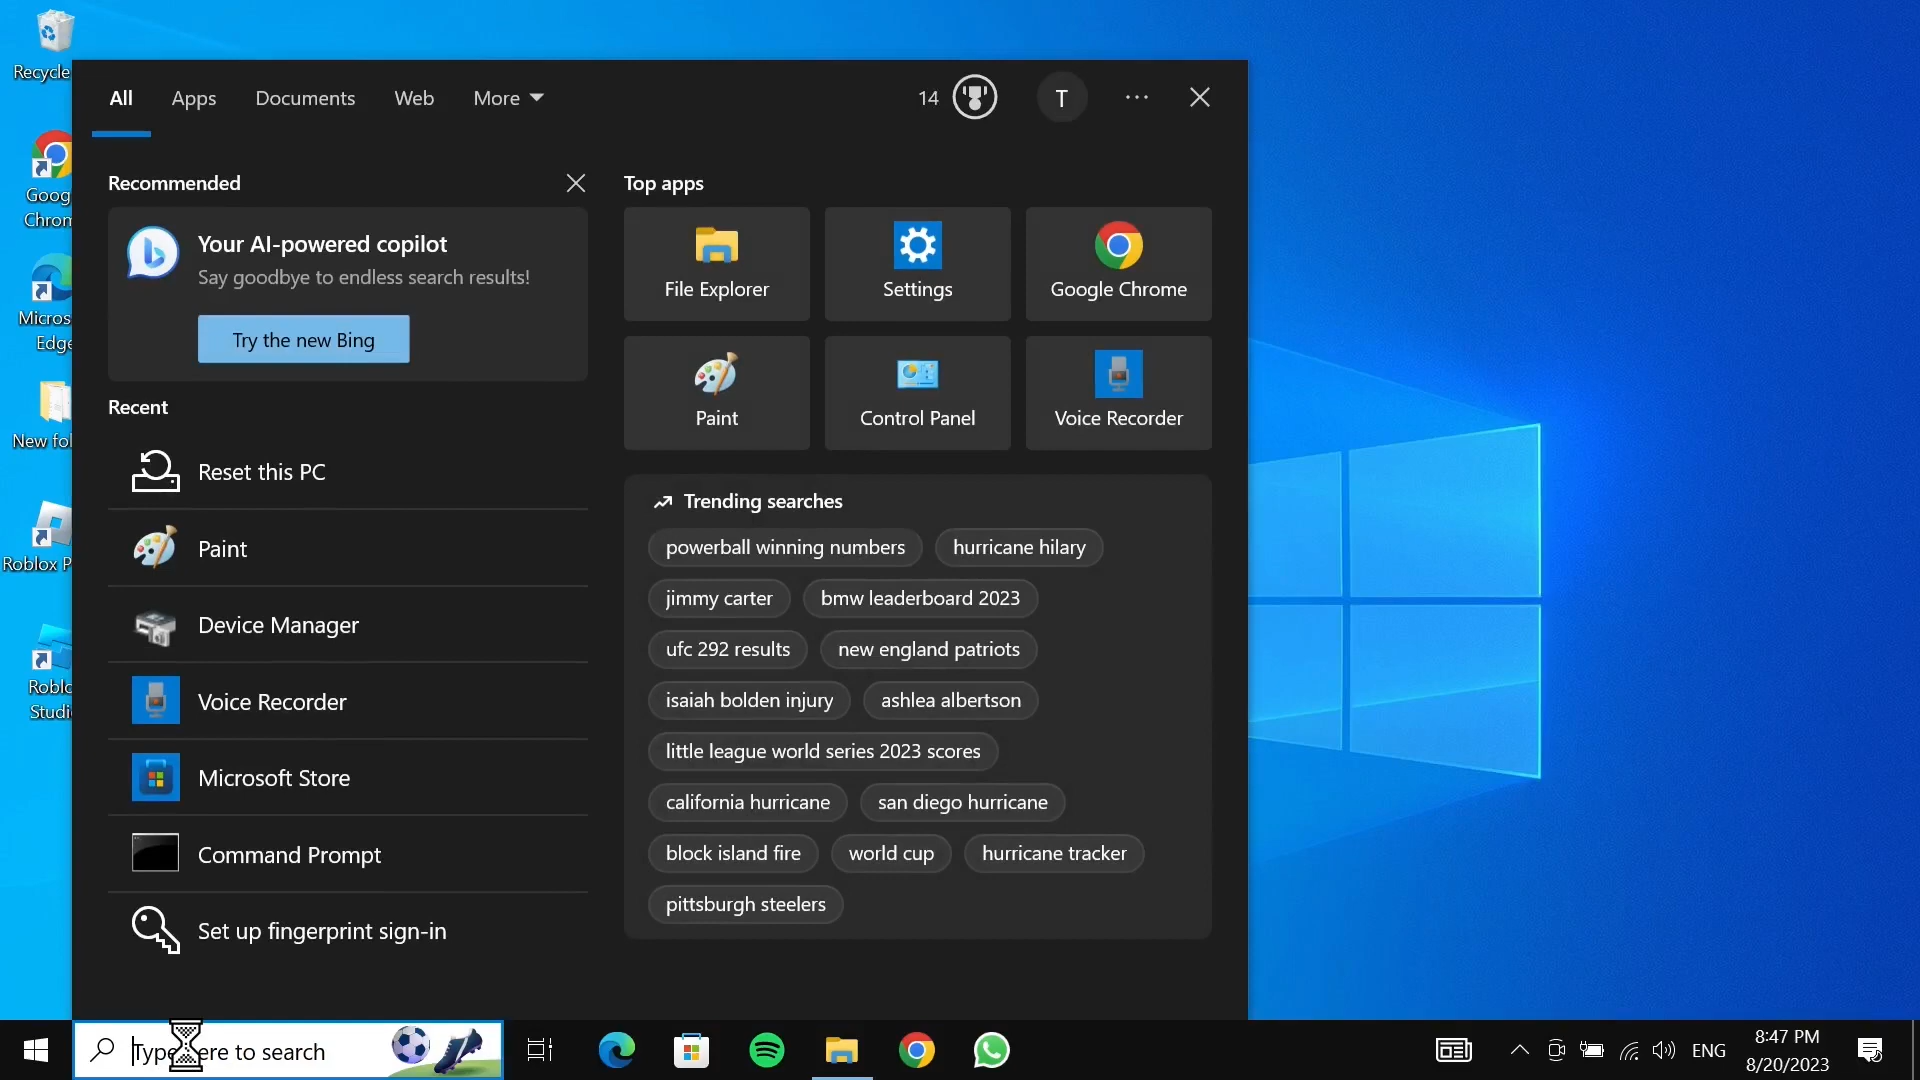 Recycle
Goog
Chrom
Micros
Edge
New fol
Roblox P
Roblo
Studi
All
Apps
Documents
Web
More
14
T
Recommended
Your AI-powered copilot
Say goodbye to endless search results!
Try the new Bing
Recent
Reset this PC
Paint
Device Manager
Voice Recorder
Microsoft Store
Command Prompt
Set up fingerprint sign-in
Top apps
File Explorer
Settings
Google Chrome
Paint
Control Panel
Voice Recorder
Trending searches
powerball winning numbers
hurricane hilary
jimmy carter
bmw leaderboard 2023
ufc 292 results
new england patriots
isaiah bolden injury
ashlea albertson
little league world series 2023 scores
california hurricane
san diego hurricane
block island fire
world cup
hurricane tracker
pittsburgh steelers
Type here to search
ENG
8:47 PM
8/20/2023